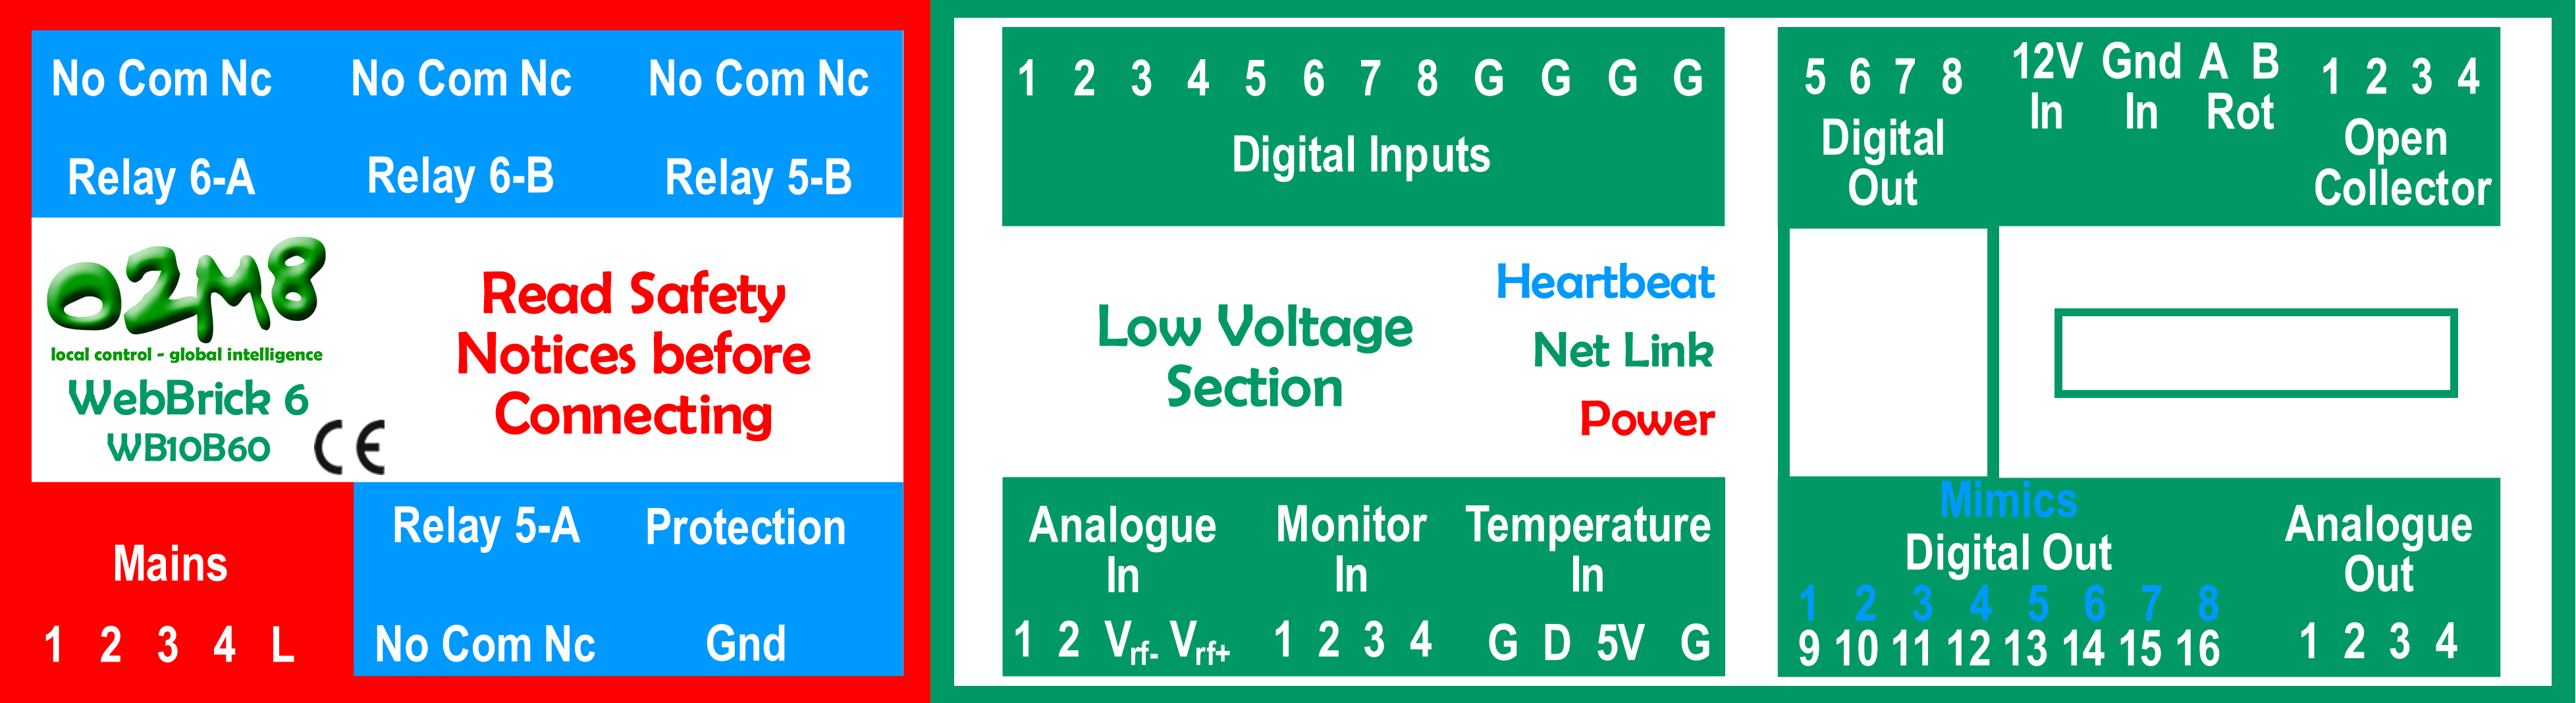 No Com Nc
No Com Nc
No Com Nc
Relay 6-A
Relay 6-B
Relay 5-B
O2M8
local control - global intelligence
WebBrick 6
WB10B60
CE
Read Safety
Notices before
Connecting
Mains
1 2 3 4 L
Relay 5-A
Protection
No Com Nc
Gnd
1 2 3 4 5 6 7 8 G G G G
Digital Inputs
Low Voltage
Section
Heartbeat
Net Link
Power
Analogue
In
1 2 Vrf- Vrf+
Monitor
In
1 2 3 4
Temperature
In
G D 5V G
5 6 7 8
Digital
Out
12V
In
Gnd
In
A B
Rot
1 2 3 4
Open
Collector
Mimics
Digital Out
1 2 3 4 5 6 7 8
9 10 11 12 13 14 15 16
Analogue
Out
1 2 3 4